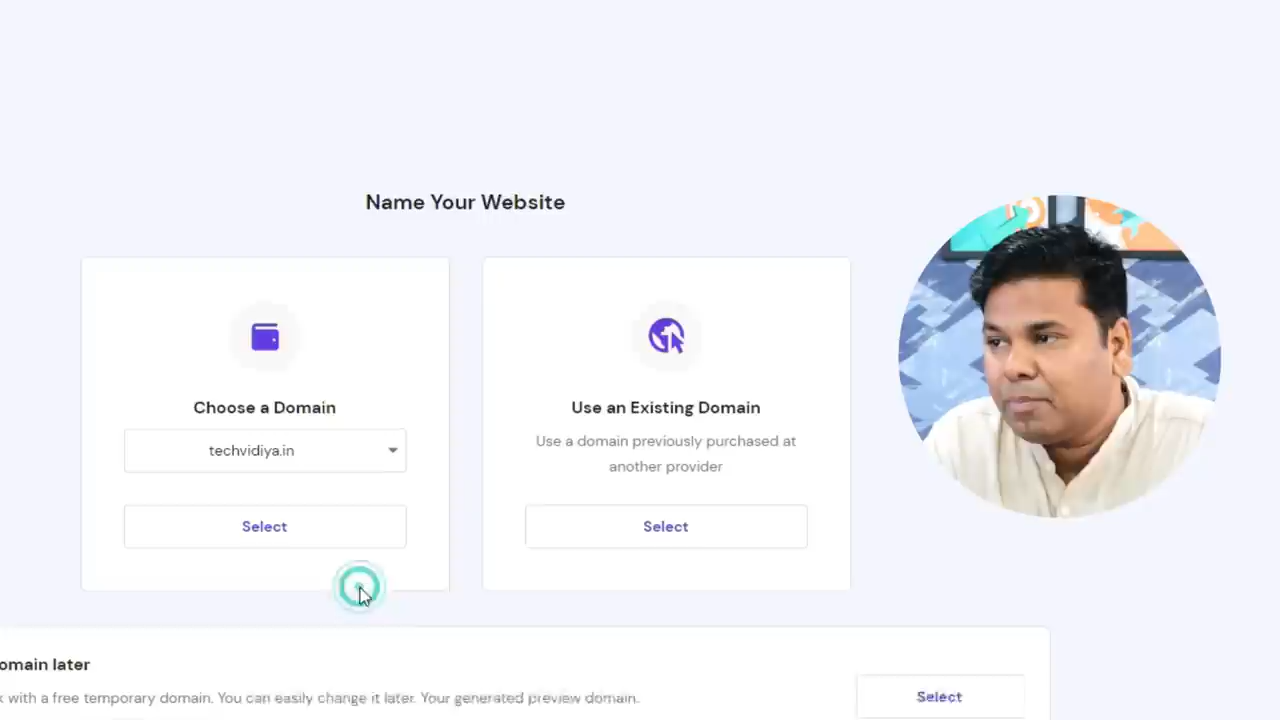 Name Your Website
Choose a Domain
techvidiya.in
Select
Use an Existing Domain
Use a domain previously purchased at
another provider
Select
omain later
with a free temporary domain. You can easily change it later. Your generated preview domain.
Select